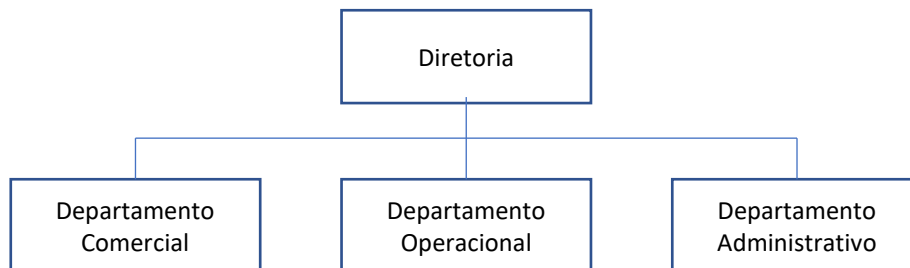 Diretoria
Departamento
Comercial
Departamento
Operacional
Departamento
Administrativo